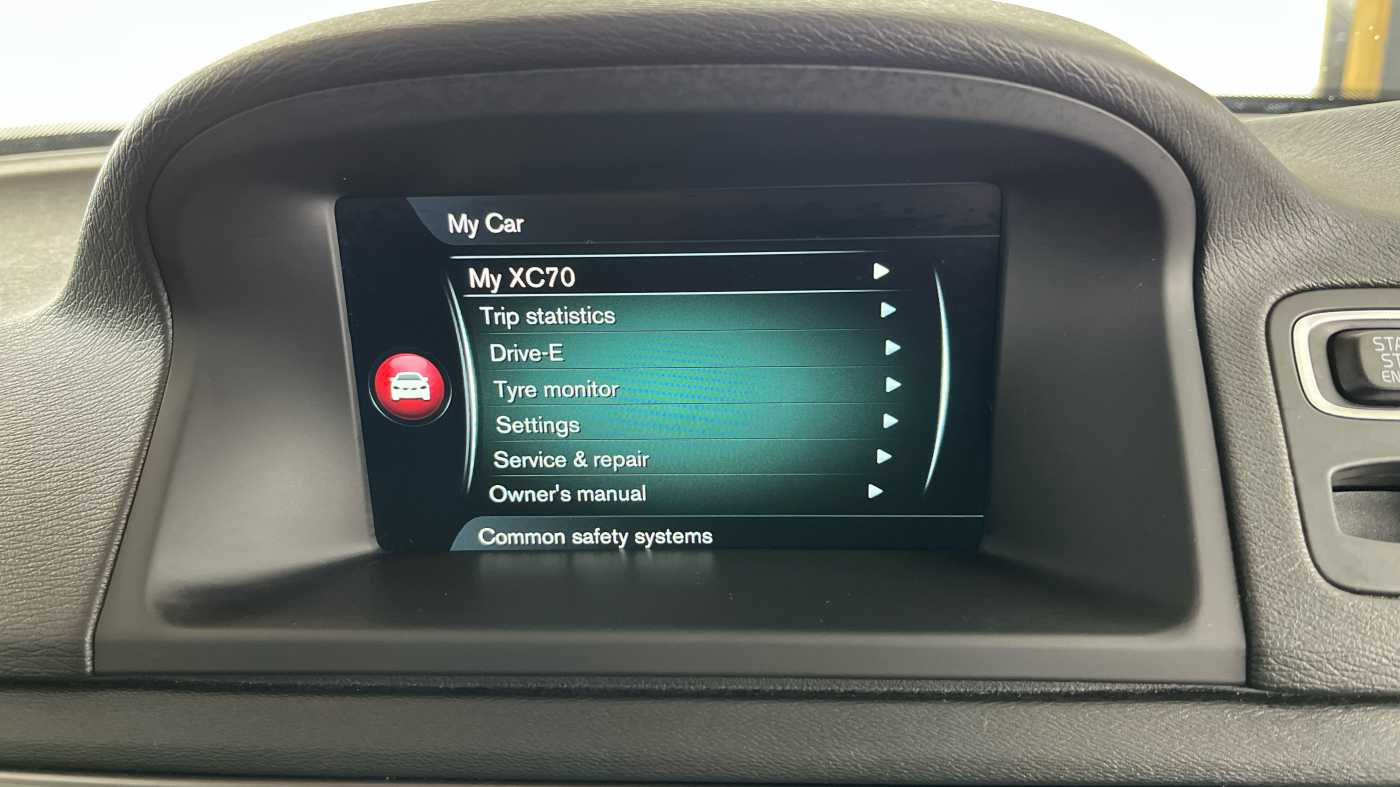 My Car
My XC70
Trip statistics
Drive-E
Tyre monitor
Settings
Service & repair
Owner's manual
Common safety systems